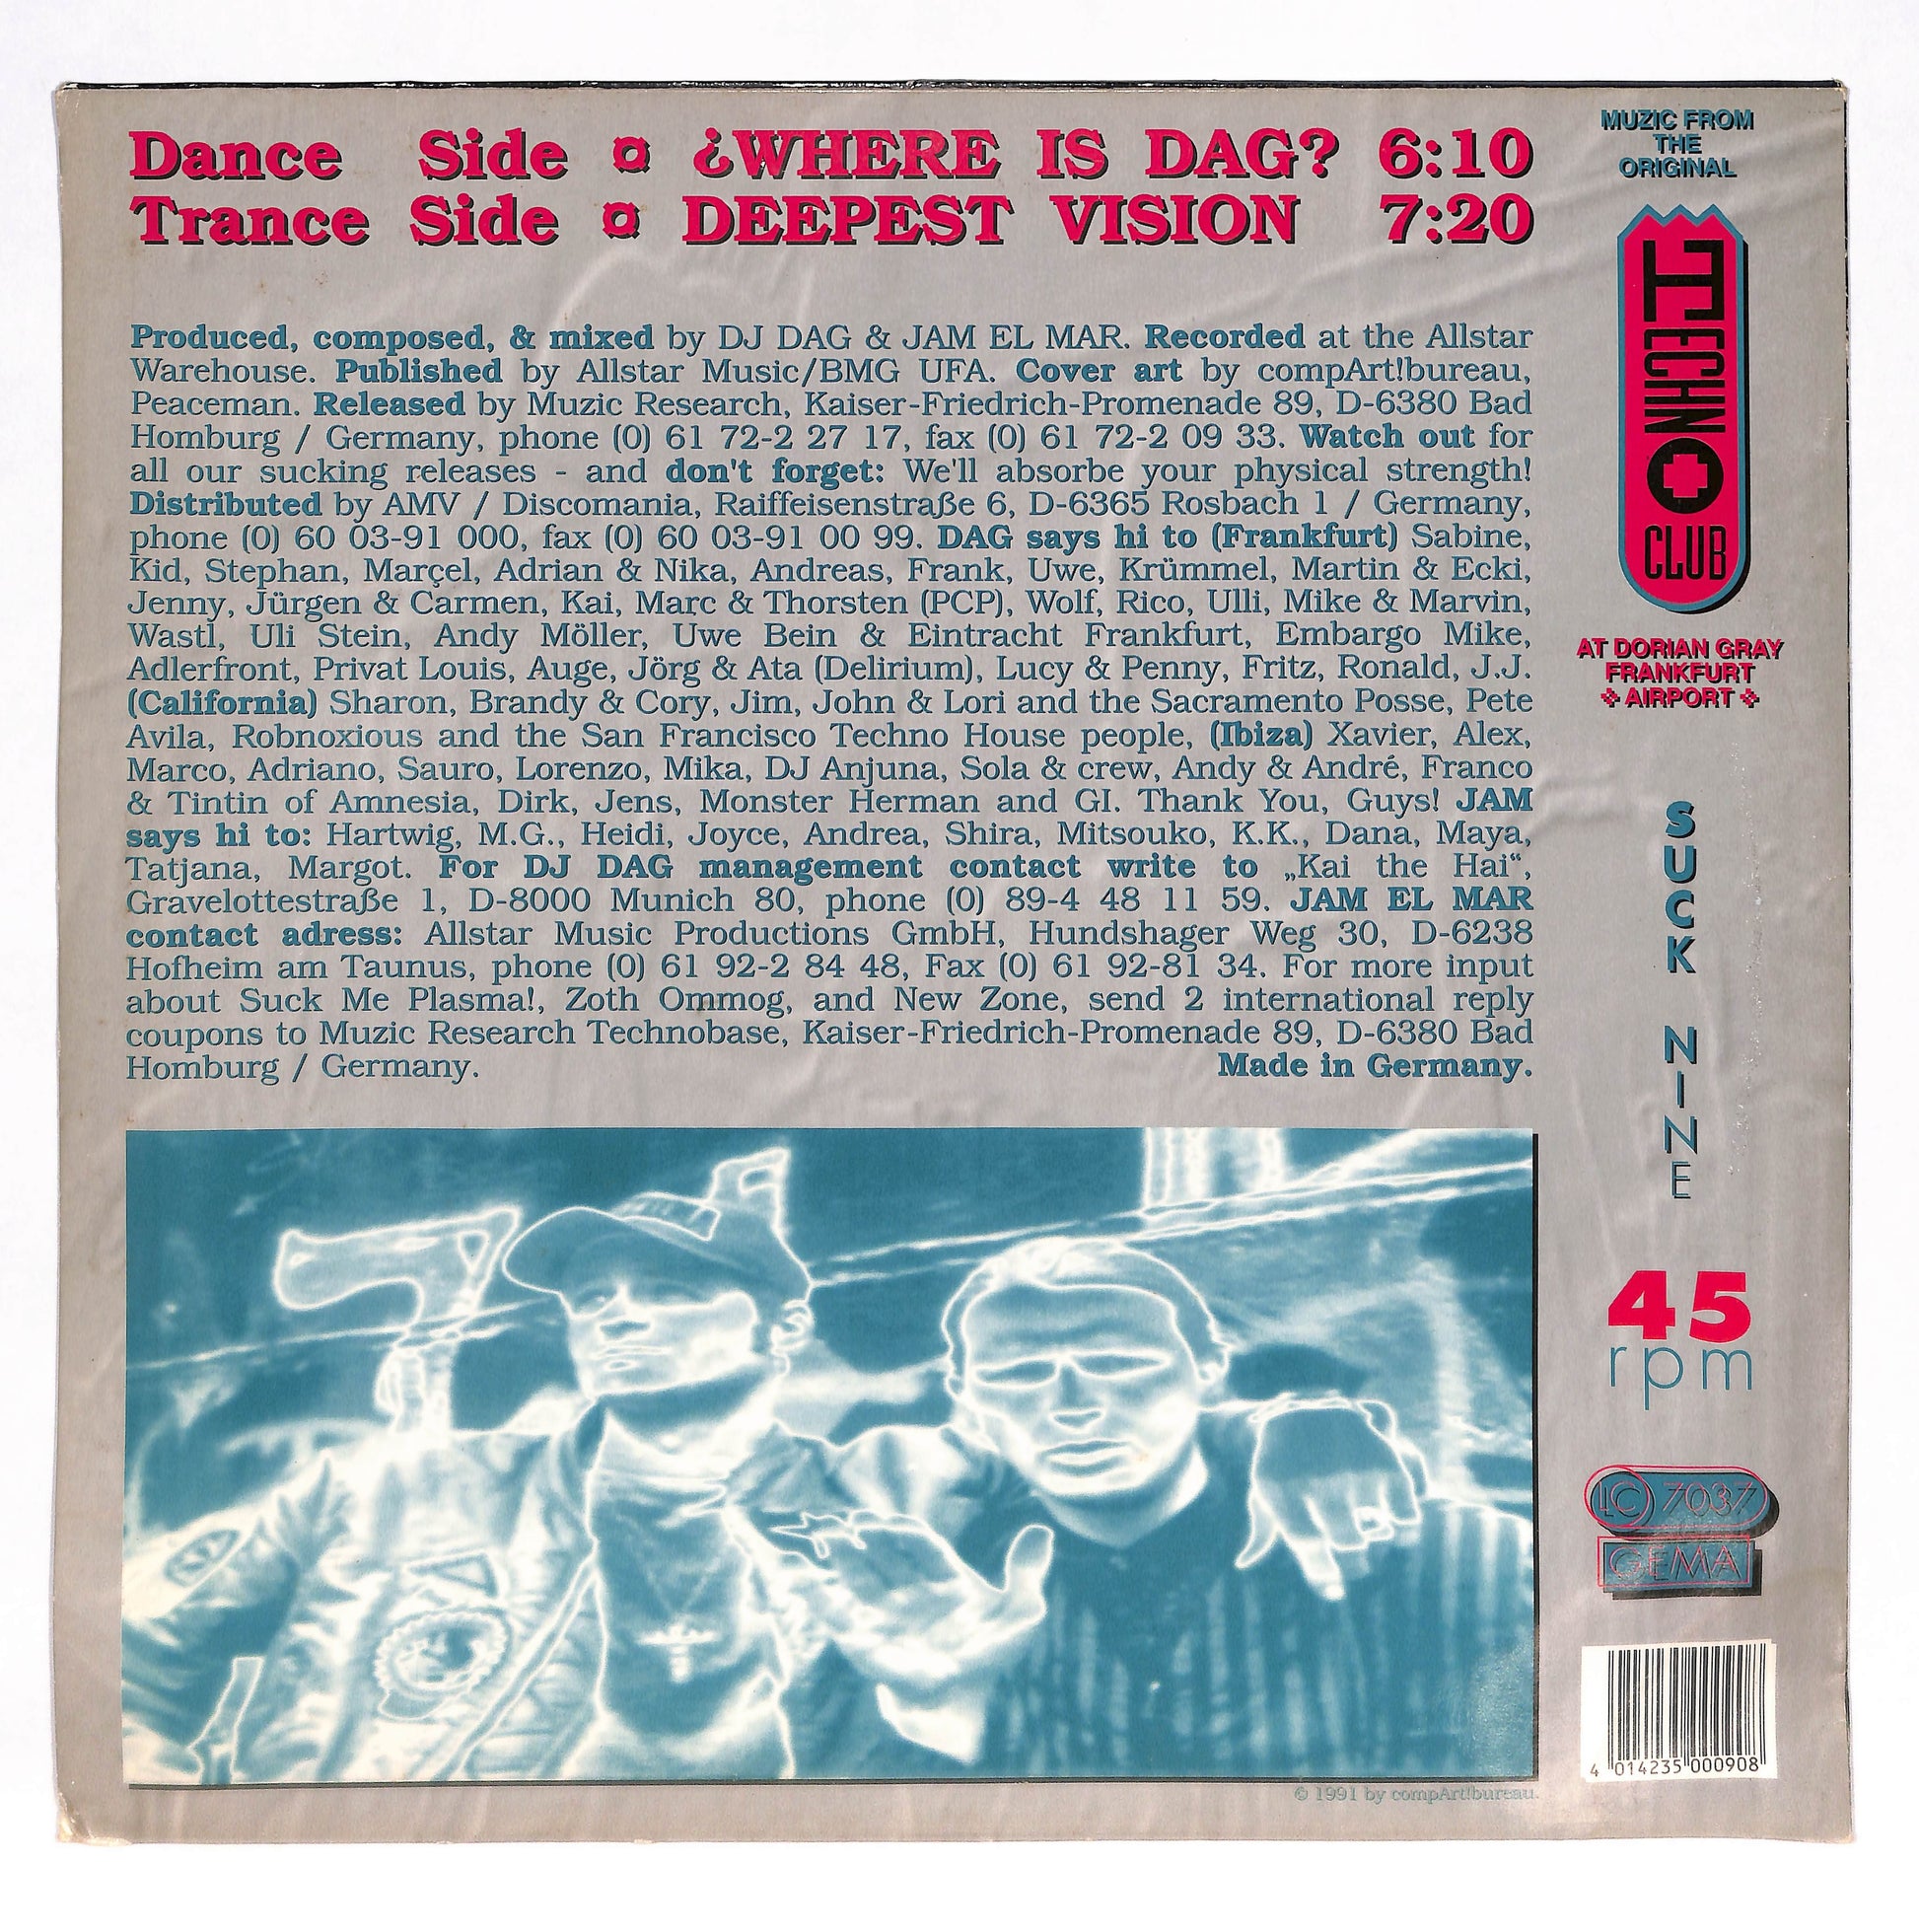 Dance Side ¤ ¿WHERE IS DAG? 6:10
Trance Side ¤ DEEPEST VISION 7:20
Produced, composed, & mixed by DJ DAG & JAM EL MAR. Recorded at the Allstar
Warehouse. Published by Allstar Music/BMG UFA. Cover art by compArt!bureau,
Peaceman. Released by Muzic Research, Kaiser-Friedrich-Promenade 89, D-6380 Bad
Homburg / Germany, phone (0) 61 72-2 27 17, fax (0) 61 72-2 09 33. Watch out for
all our sucking releases - and don't forget: We'll absorbe your physical strength!
Distributed by AMV / Discomania, Raiffeisenstraße 6, D-6365 Rosbach 1 / Germany,
phone (0) 60 03-91 000, fax (0) 60 03-91 00 99. DAG says hi to (Frankfurt) Sabine,
Kid, Stephan, Marçel, Adrian & Nika, Andreas, Frank, Uwe, Krümmel, Martin & Ecki,
Jenny, Jürgen & Carmen, Kai, Marc & Thorsten (PCP), Wolf, Rico, Ulli, Mike & Marvin,
Wastl, Uli Stein, Andy Möller, Uwe Bein & Eintracht Frankfurt, Embargo Mike,
Adlerfront, Privat Louis, Auge, Jörg & Ata (Delirium), Lucy & Penny, Fritz, Ronald, J.J.
(California) Sharon, Brandy & Cory, Jim, John & Lori and the Sacramento Posse, Pete
Avila, Robnoxious and the San Francisco Techno House people, (Ibiza) Xavier, Alex,
Marco, Adriano, Sauro, Lorenzo, Mika, DJ Anjuna, Sola & crew, Andy & André, Franco
& Tintin of Amnesia, Dirk, Jens, Monster Herman and GI. Thank You, Guys! JAM
says hi to: Hartwig, M.G., Heidi, Joyce, Andrea, Shira, Mitsouko, K.K., Dana, Maya,
Tatjana, Margot. For DJ DAG management contact write to „Kai the Hai“,
Gravelottestraße 1, D-8000 Munich 80, phone (0) 89-4 48 11 59. JAM EL MAR
contact adress: Allstar Music Productions GmbH, Hundshager Weg 30, D-6238
Hofheim am Taunus, phone (0) 61 92-2 84 48, Fax (0) 61 92-81 34. For more input
about Suck Me Plasma!, Zoth Ommog, and New Zone, send 2 international reply
coupons to Muzic Research Technobase, Kaiser-Friedrich-Promenade 89, D-6380 Bad
Homburg / Germany. Made in Germany.
© 1991 by compArt!bureau.
MUZIC FROM
THE
ORIGINAL
TECHNO
CLUB
AT DORIAN GRAY
FRANKFURT
AIRPORT
SUCK
NINE
45
rpm
LC 7037
GEMA
4 014235 000908